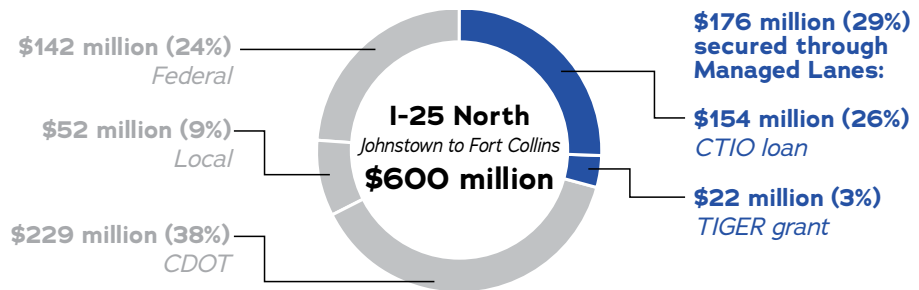 $142 million (24%)
Federal
$52 million (9%)
Local
$229 million (38%)
CDOT
I-25 North
Johnstown to Fort Collins
$600 million
$176 million (29%)
secured through
Managed Lanes:
$154 million (26%)
CTIO loan
$22 million (3%)
TIGER grant